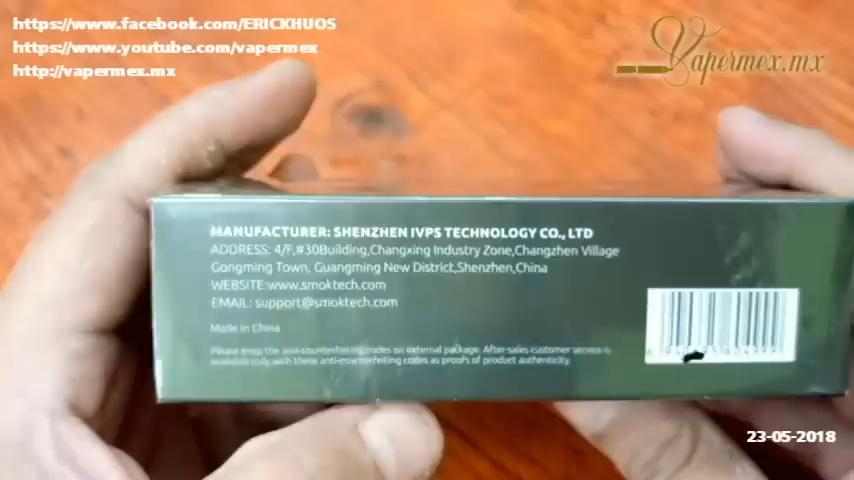 https://www.facebook.com/ERICKHUOS
https://www.youtube.com/vapermex
http://vapermex.mx
Vapermex.mx
MANUFACTURER: SHENZHEN IVPS TECHNOLOGY CO., LTD
ADDRESS: 4/F,#30Building,Changxing Industry Zone,Changzhen Village
Gongming Town, Guangming New District,Shenzhen,China
WEBSITE:www.smoktech.com
EMAIL: support@smoktech.com
Made in China
Please keep the anti-counterfeiting codes on external package. After-sales customer service is
available only with these anti-counterfeiting codes as proofs of product authenticity.
23-05-2018